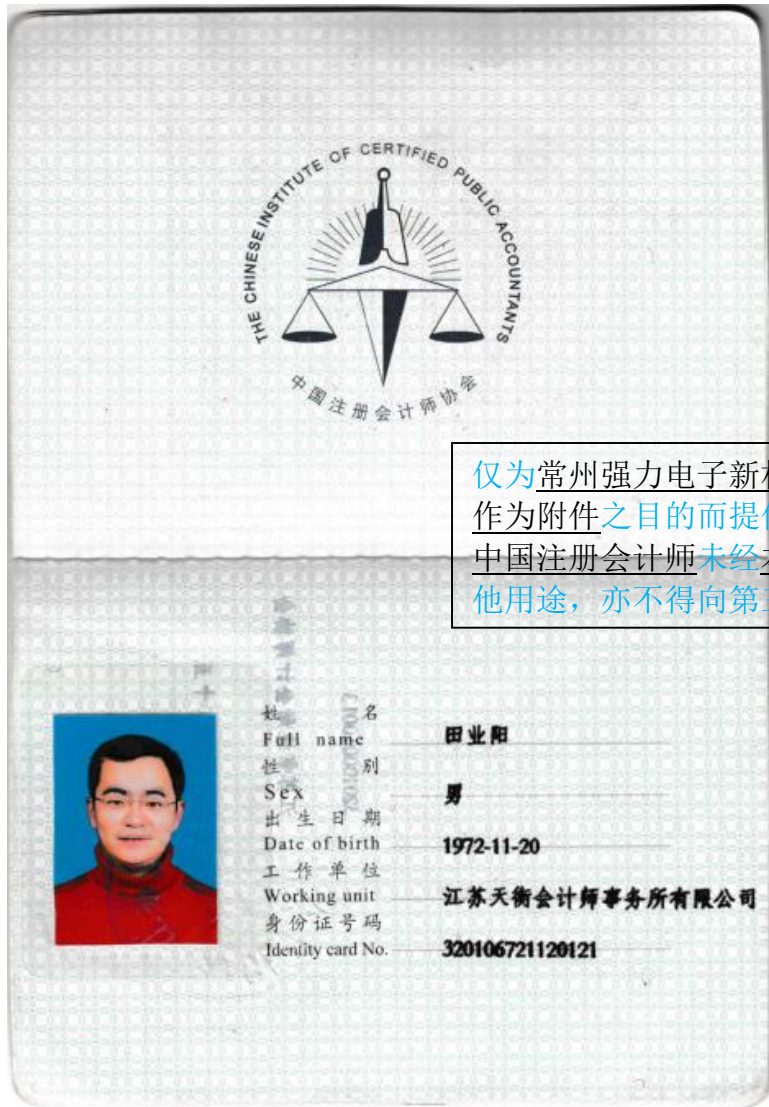 THE CHINESE INSTITUTE OF CERTIFIED PUBLIC ACCOUNTANTS
中国注册会计师协会
仅为常州强力电子新
作为附件之目的而提
中国注册会计师未经
他用途，亦不得向第
姓 名
Full name
田业阳
性 别
Sex
男
出生日期
Date of birth
1972-11-20
工作单位
Working unit
江苏天衡会计师事务所有限公司
身份证号码
Identity card No.
320106721120121